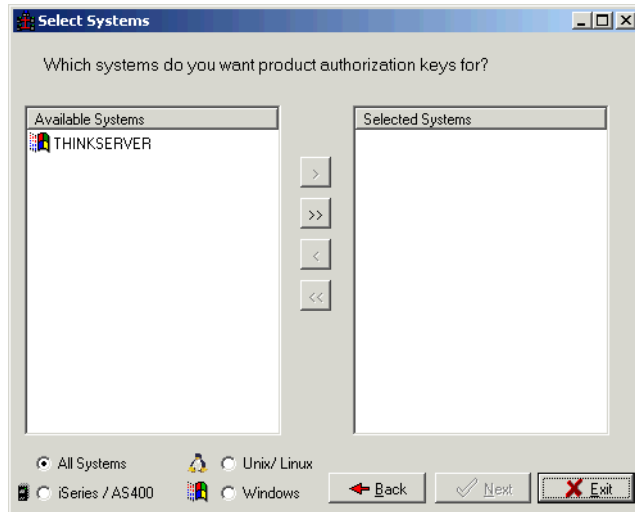 Select Systems
Which systems do you want product authorization keys for?
Available Systems
Selected Systems
THINKSERVER
>
>>
<
<<
All Systems
Unix/ Linux
iSeries / AS400
Windows
Back
Next
Exit